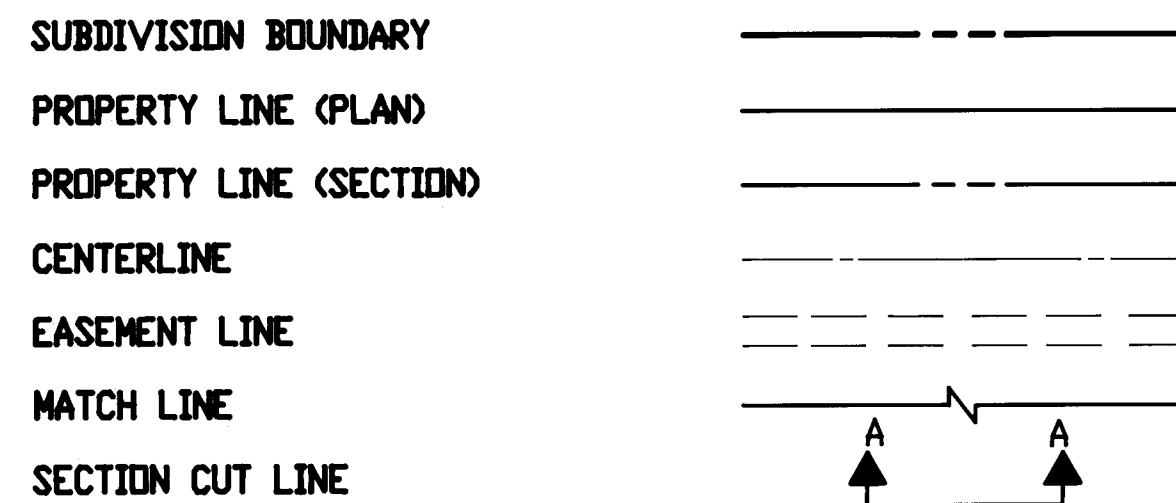 SUBDIVISION BOUNDARY
PROPERTY LINE (PLAN)
PROPERTY LINE (SECTION)
CENTERLINE
EASEMENT LINE
MATCH LINE
A A
SECTION CUT LINE